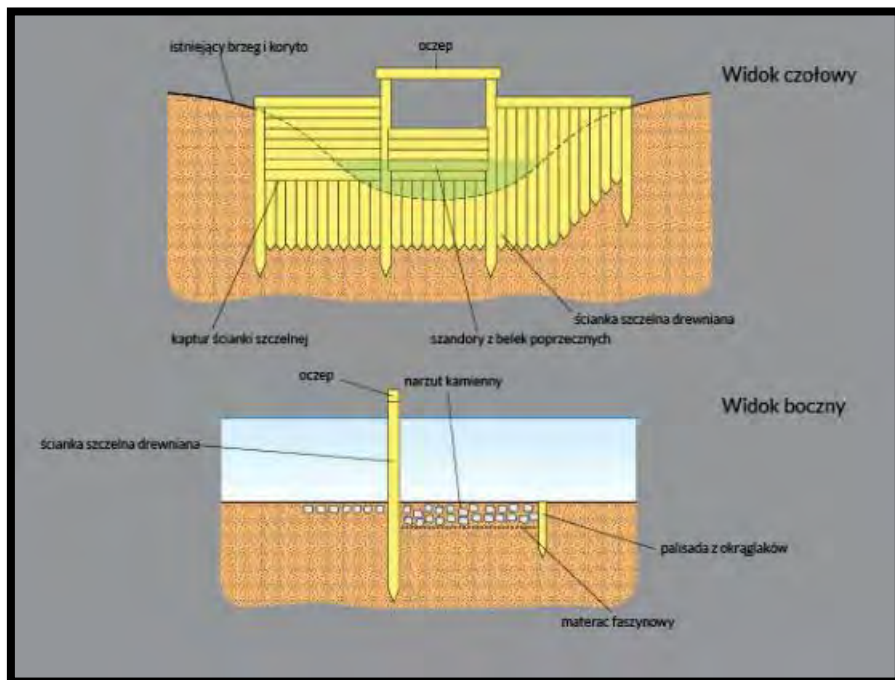 istniejący brzeg i koryto
oczep
Widok czołowy
ścianka szczelna drewniana
kaptur ścianki szczelnej
szandory z belek poprzecznych
oczep
narzut kamienny
Widok boczny
ścianka szczelna drewniana
palisada z okrąglaków
materac faszynowy